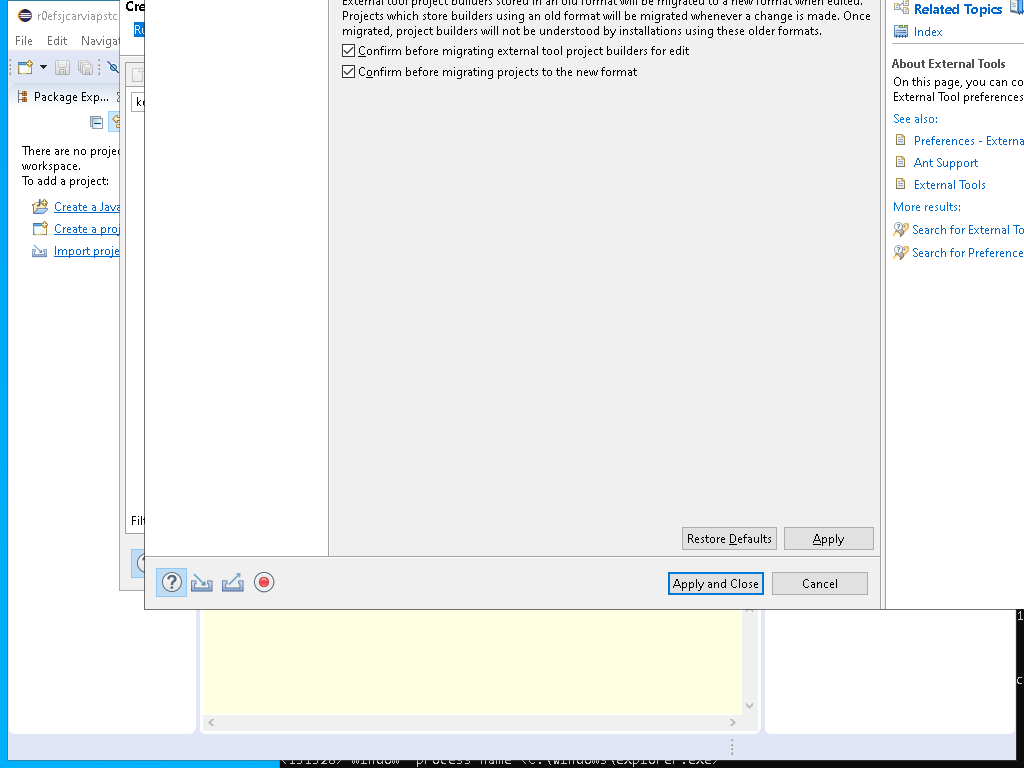 r0efsjcarviapstc
File Edit Navigat
Package Exp...
There are no proje
workspace.
To add a project:
Create a Java
Create a proj
Import proje
Cre
Ru
ke
Filt
External tool project builders stored in an old format will be migrated to a new format when edited.
Projects which store builders using an old format will be migrated whenever a change is made. Once
migrated, project builders will not be understood by installations using these older formats.
Confirm before migrating external tool project builders for edit
Confirm before migrating projects to the new format
Restore Defaults
Apply
Apply and Close
Cancel
Related Topics
Index
About External Tools
On this page, you can co
External Tool preferences
See also:
Preferences - Externa
Ant Support
External Tools
More results:
Search for External To
Search for Preference
1
c
<131328> window "process name <C:\Windows\explorer.exe>